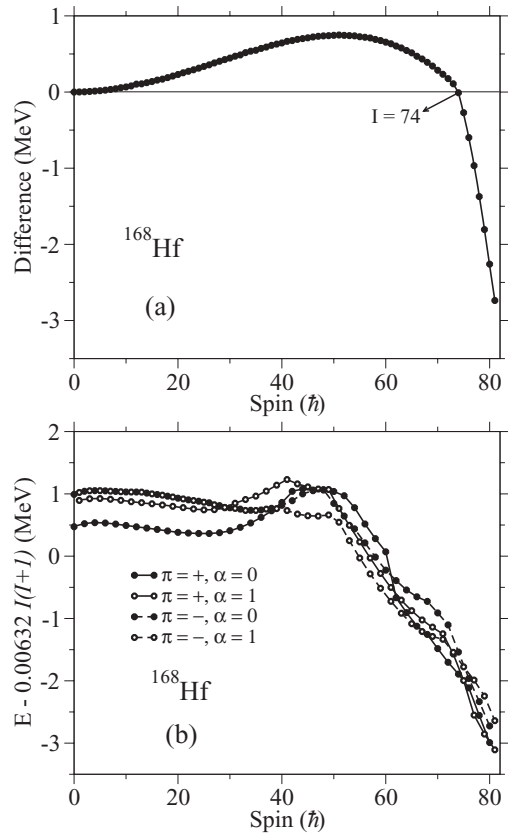 (a)
1
0
-1
-2
-3
Difference (MeV)
I = 74
¹⁶⁸Hf
(a)
0 20 40 60 80
Spin (ℏ)
(b)
2
1
0
-1
-2
-3
E - 0.00632 I(I+1) (MeV)
π = +, α = 0
π = +, α = 1
π = −, α = 0
π = −, α = 1
¹⁶⁸Hf
(b)
0 20 40 60 80
Spin (ℏ)